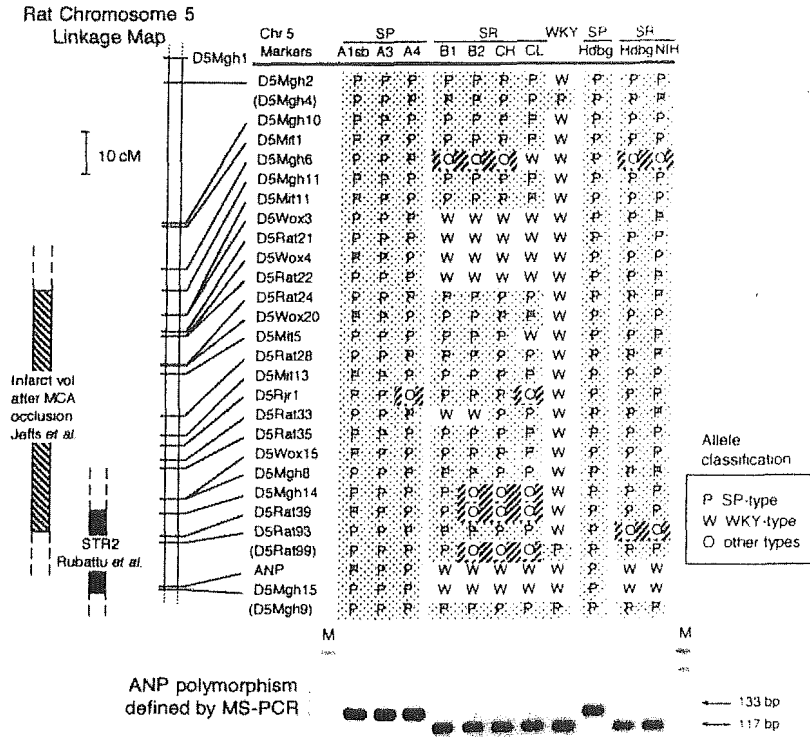 Rat Chromosome 5
Linkage Map
Chr 5 SP SR WKY SP SR
Markers A1sb A3 A4 B1 B2 CH CL Hdbg Hdbg NIH
D5Mgh1
D5Mgh2 P P P P P P P W P P P
(D5Mgh4) P P P P P P P P P P P
D5Mgh10 P P P P P P P W P P P
D5Mit1 P P P P P P P W P P P
D5Mgh6 P P P O O O W W P O O
D5Mgh11 P P P P P P P W P P P
D5Mit11 P P P P P P P W P P P
D5Wox3 P P P W W W W W P P P
D5Rat21 P P P W W W W W P P P
D5Wox4 P P P W W W W W P P P
D5Rat22 P P P W W W W W P P P
D5Rat24 P P P P P P P W P P P
D5Wox20 P P P P P P P W P P P
D5Mit5 P P P P P P W W P P P
D5Rat28 P P P P P P P W P P P
D5Mit13 P P P P P P P W P P P
D5Rjr1 P P O P P P O W P P P
D5Rat33 P P P W W P P W P P P
D5Rat35 P P P P P P P W P P P
D5Wox15 P P P P P P P W P P P
D5Mgh8 P P P P P P P W P P P
D5Mgh14 P P P P O O O W P P P
D5Rat39 P P P P O O O W P P P
D5Rat93 P P P P P P P W P O O
(D5Rat99) P P P P O O O P P P P
ANP P P P W W W W W P W W
D5Mgh15 P P P W W W W W P W W
(D5Mgh9) P P P P P P P P P P P
10 cM
Infarct vol
after MCA
occlusion
Jeffs et al.
STR2
Rubattu et al.
Allele
classification
P SP-type
W WKY-type
O other types
M M
ANP polymorphism
defined by MS-PCR
133 bp
117 bp